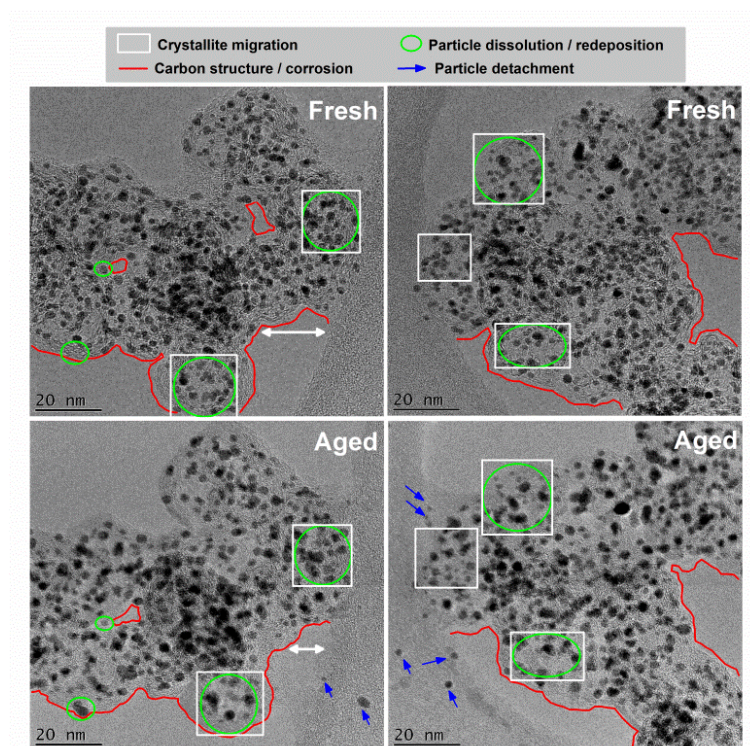 Crystallite migration
Particle dissolution / redeposition
Carbon structure / corrosion
Particle detachment
Fresh
Fresh
20 nm
20 nm
Aged
Aged
20 nm
20 nm